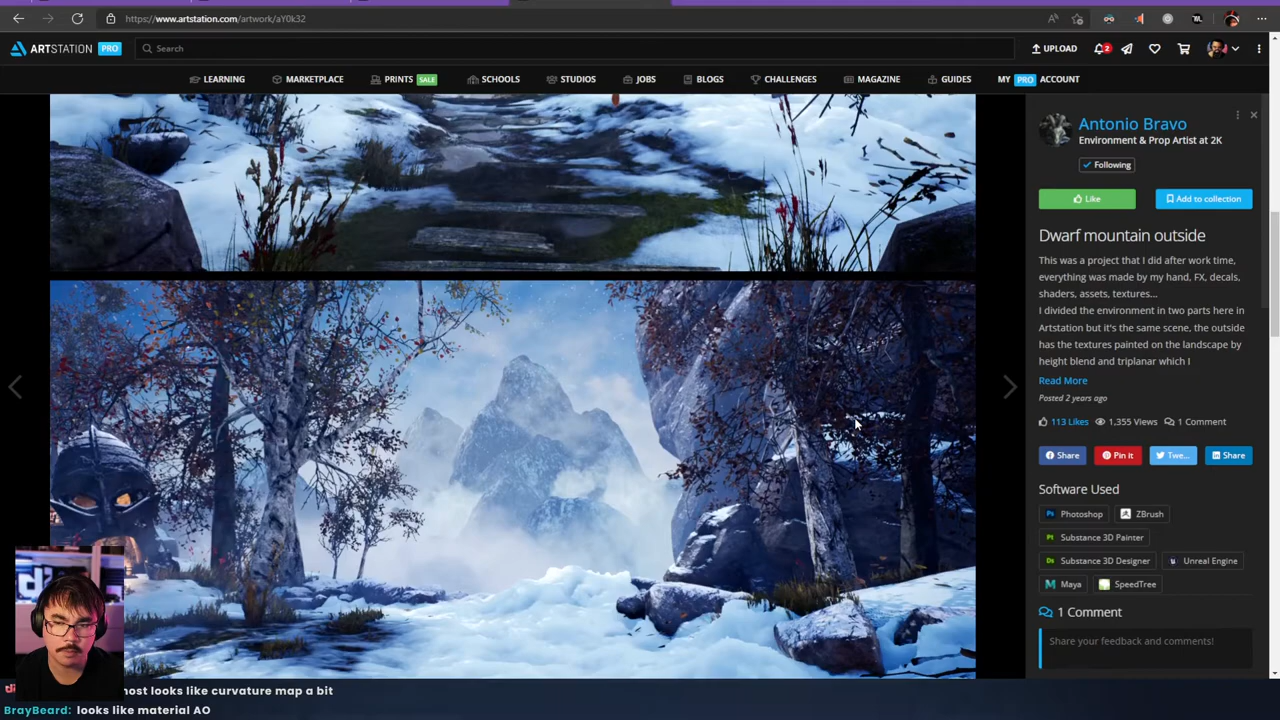 https://www.artstation.com/artwork/aY0k32
ARTSTATION PRO
Search
UPLOAD
2
LEARNING
MARKETPLACE
PRINTS SALE
SCHOOLS
STUDIOS
JOBS
BLOGS
CHALLENGES
MAGAZINE
GUIDES
MY PRO ACCOUNT
Antonio Bravo
Environment & Prop Artist at 2K
Following
Like
Add to collection
Dwarf mountain outside
This was a project that I did after work time,
everything was made by my hand, FX, decals,
shaders, assets, textures...
I divided the environment in two parts here in
Artstation but it's the same scene, the outside
has the textures painted on the landscape by
height blend and triplanar which I
Read More
Posted 2 years ago
113 Likes 1,355 Views 1 Comment
Share
Pin it
Twe...
Share
Software Used
Ps Photoshop
ZBrush
Pt Substance 3D Painter
Substance 3D Designer
Unreal Engine
Maya
SpeedTree
1 Comment
Share your feedback and comments!
looks like curvature map a bit
BrayBeard: looks like material AO